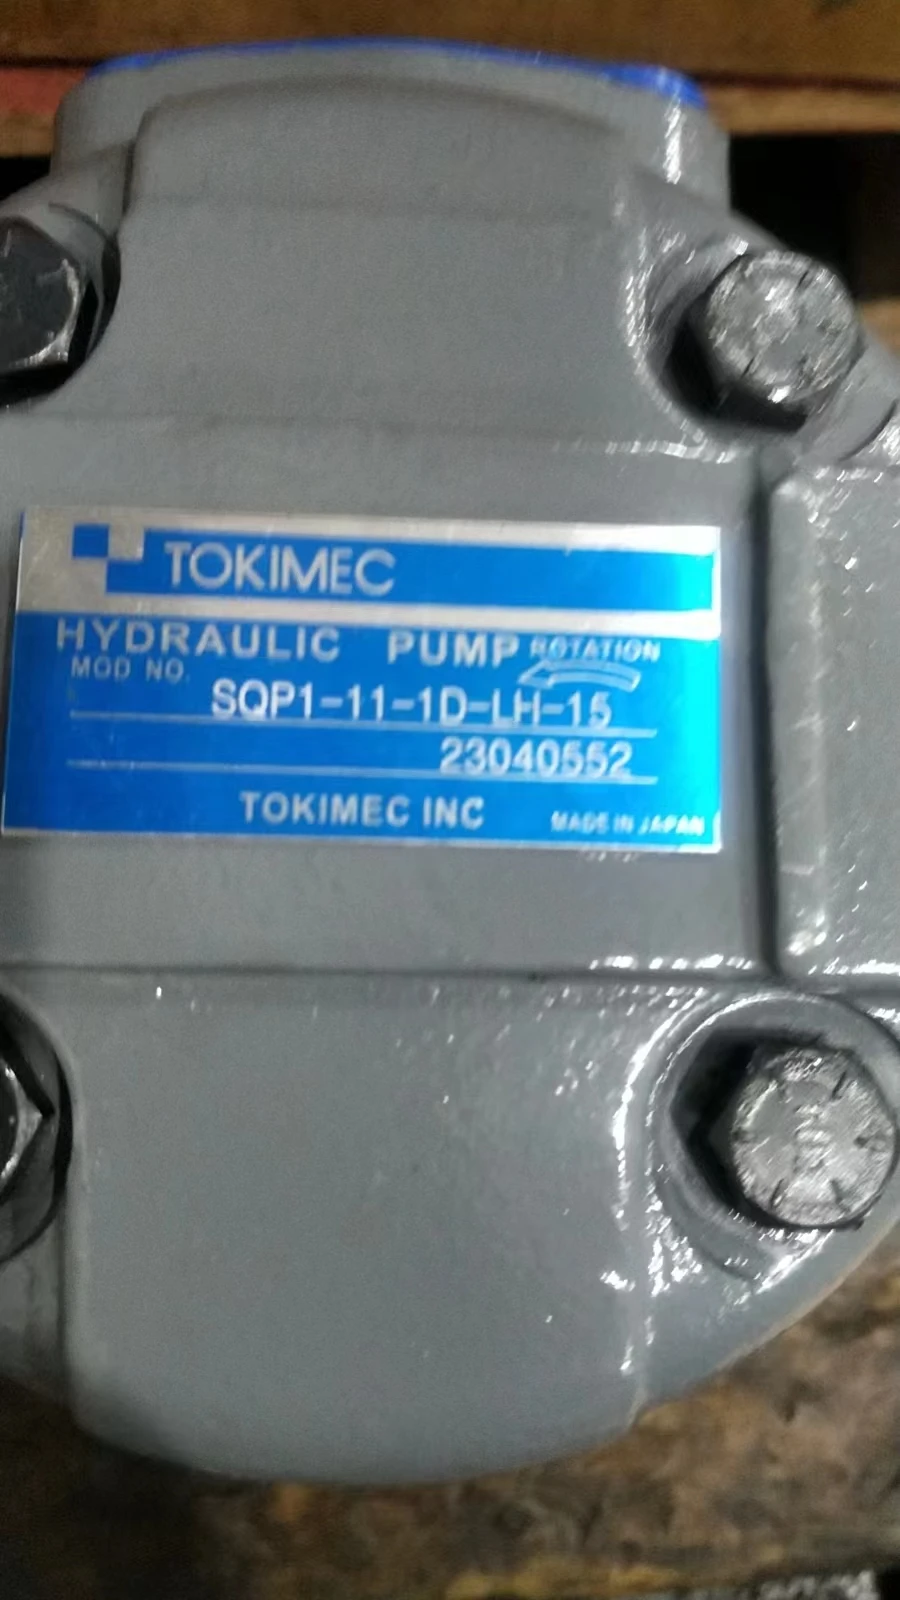 TOKIMEC
HYDRAULIC PUMP ROTATION
MOD NO.
SQP1-11-1D-LH-15
23040552
TOKIMEC INC MADE IN JAPAN